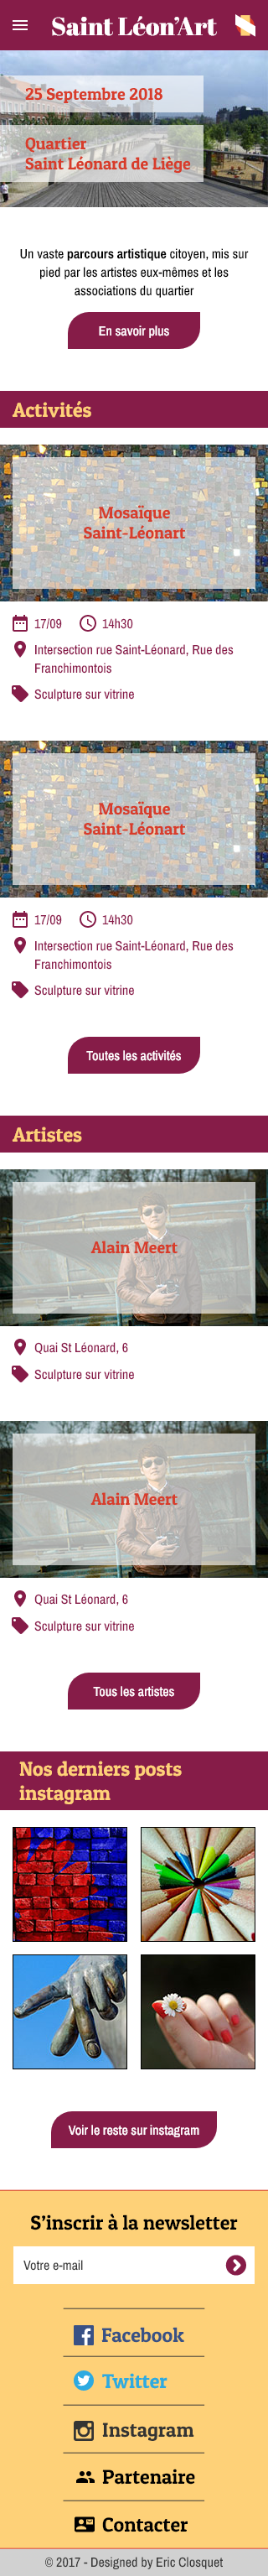 Saint Léon’Art
25 Septembre 2018
Quartier
Saint Léonard de Liège
Un vaste parcours artistique citoyen, mis sur
pied par les artistes eux-mêmes et les
associations du quartier
En savoir plus
Activités
Mosaïque
Saint-Léonart
17/09 14h30
Intersection rue Saint-Léonard, Rue des
Franchimontois
Sculpture sur vitrine
Mosaïque
Saint-Léonart
17/09 14h30
Intersection rue Saint-Léonard, Rue des
Franchimontois
Sculpture sur vitrine
Toutes les activités
Artistes
Alain Meert
Quai St Léonard, 6
Sculpture sur vitrine
Alain Meert
Quai St Léonard, 6
Sculpture sur vitrine
Tous les artistes
Nos derniers posts
instagram
Voir le reste sur instagram
S’inscrir à la newsletter
Votre e-mail
Facebook
Twitter
Instagram
Partenaire
Contacter
© 2017 - Designed by Eric Closquet